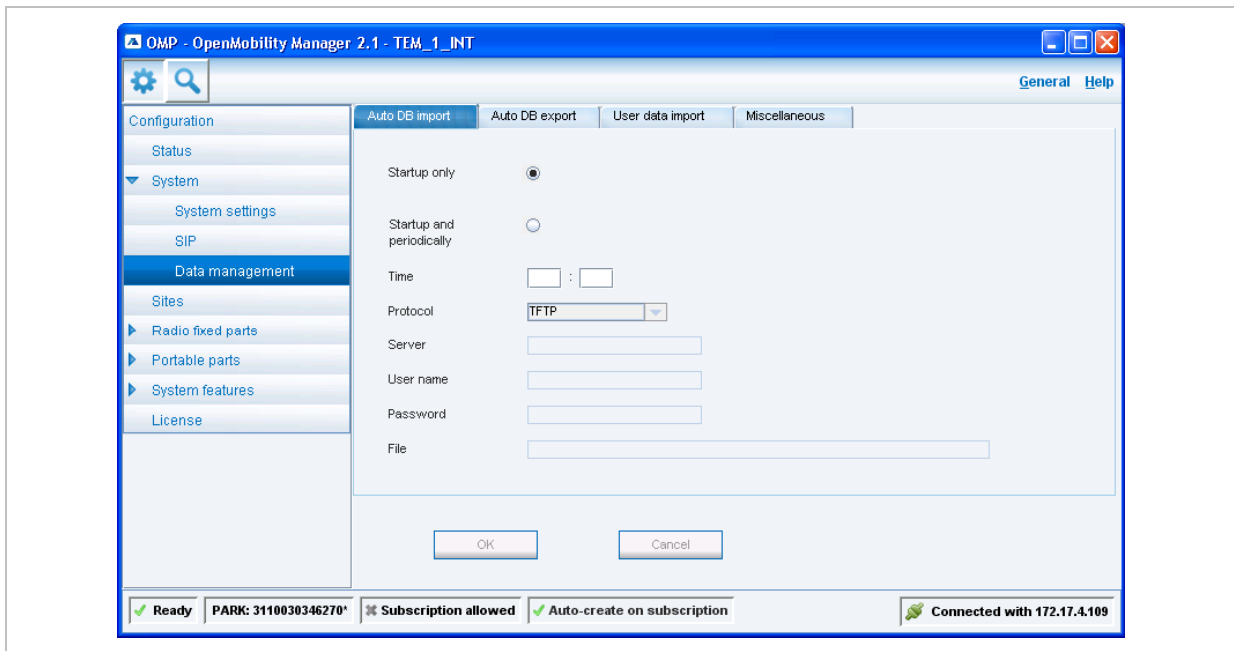 OMP - OpenMobility Manager 2.1 - TEM_1_INT
General Help
Configuration
Status
System
System settings
SIP
Data management
Sites
Radio fixed parts
Portable parts
System features
License
Auto DB import Auto DB export User data import Miscellaneous
Startup only
Startup and
periodically
Time :
Protocol TFTP
Server
User name
Password
File
OK Cancel
Ready PARK: 3110030346270* Subscription allowed Auto-create on subscription Connected with 172.17.4.109